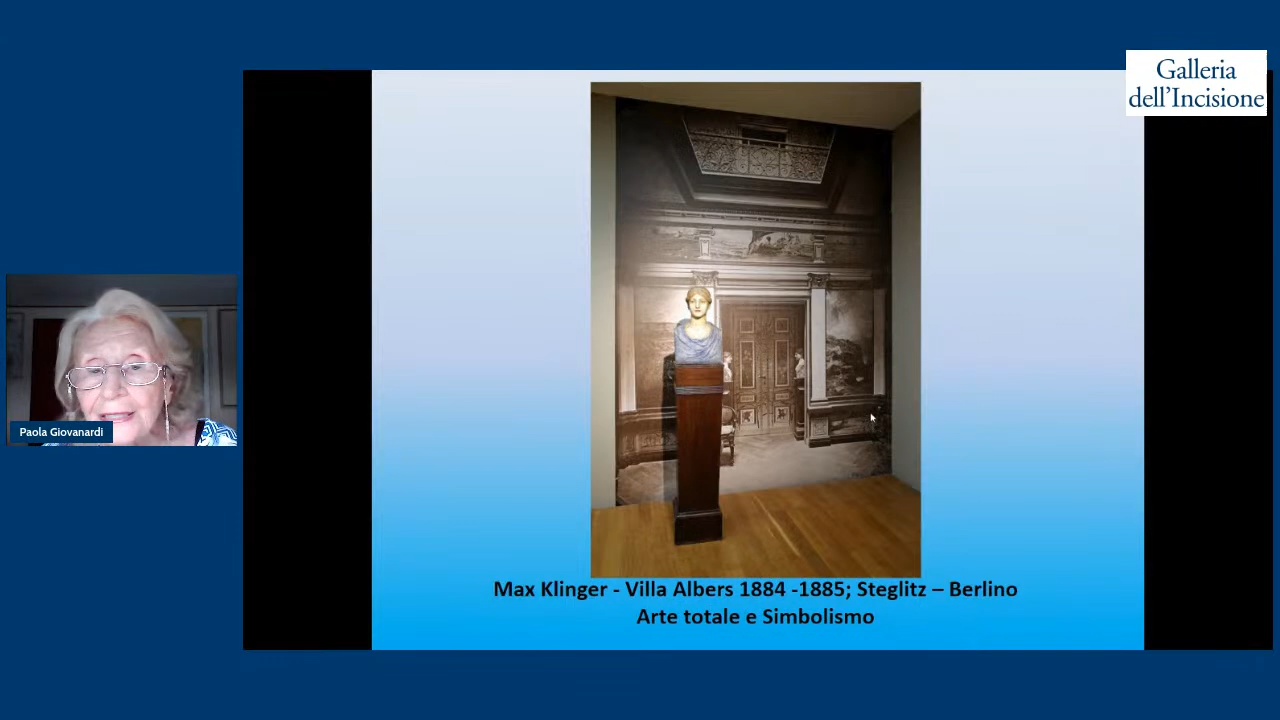 Galleria
dell'Incisione
Paola Giovanardi
Max Klinger - Villa Albers 1884 -1885; Steglitz – Berlino
Arte totale e Simbolismo